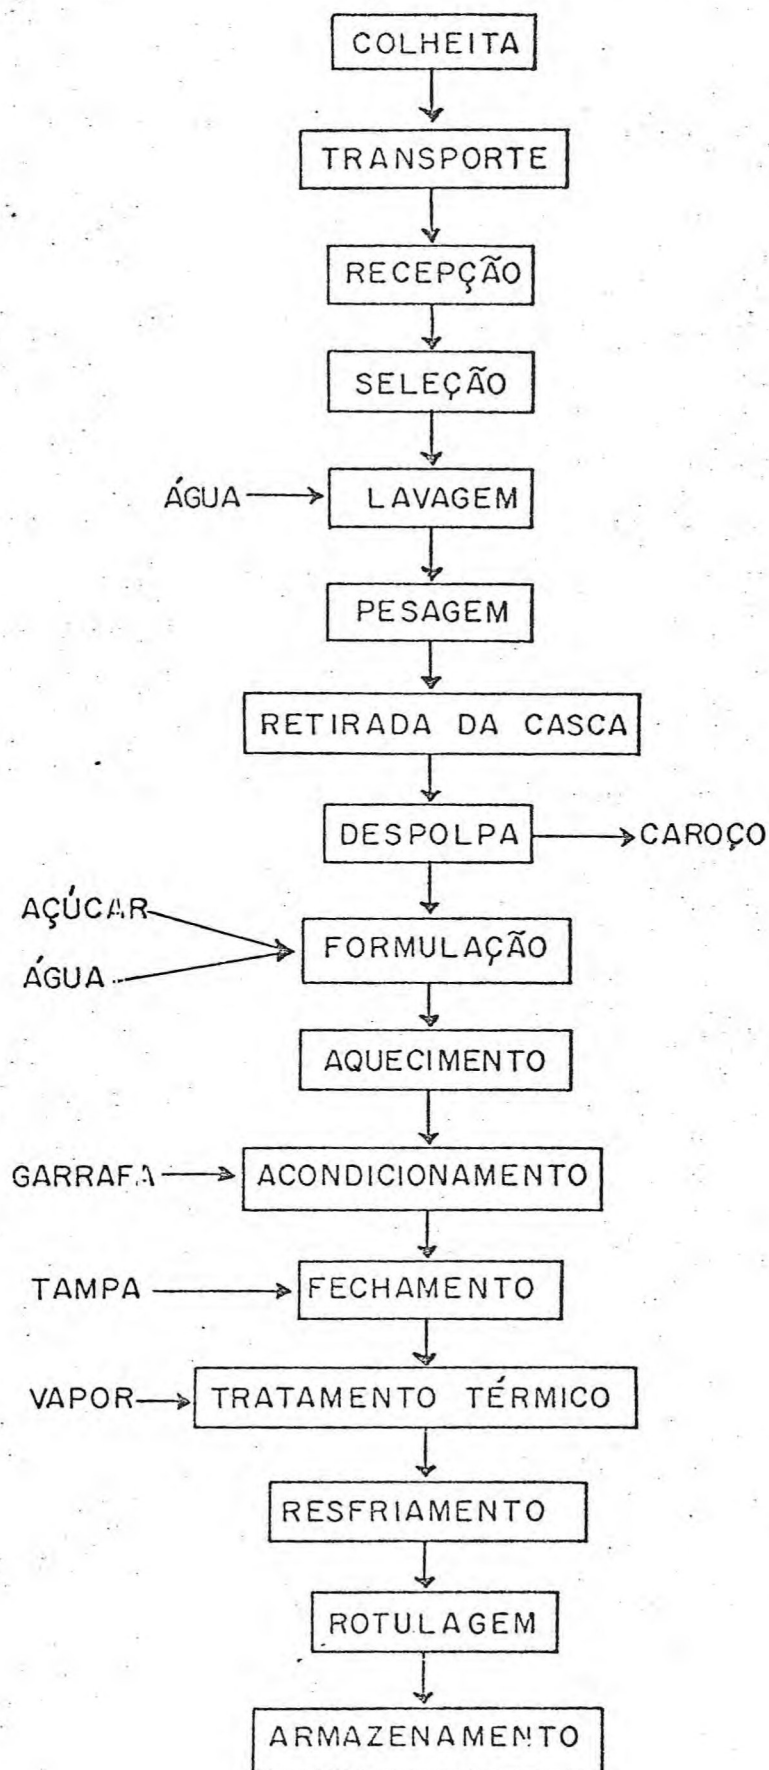 COLHEITA
TRANSPORTE
RECEPÇÃO
SELEÇÃO
ÁGUA LAVAGEM
PESAGEM
RETIRADA DA CASCA
DESPOLPA CAROÇO
AÇÚCAR
FORMULAÇÃO
ÁGUA
AQUECIMENTO
GARRAFA ACONDICIONAMENTO
TAMPA FECHAMENTO
VAPOR TRATAMENTO TÉRMICO
RESFRIAMENTO
ROTULAGEM
ARMAZENAMENTO